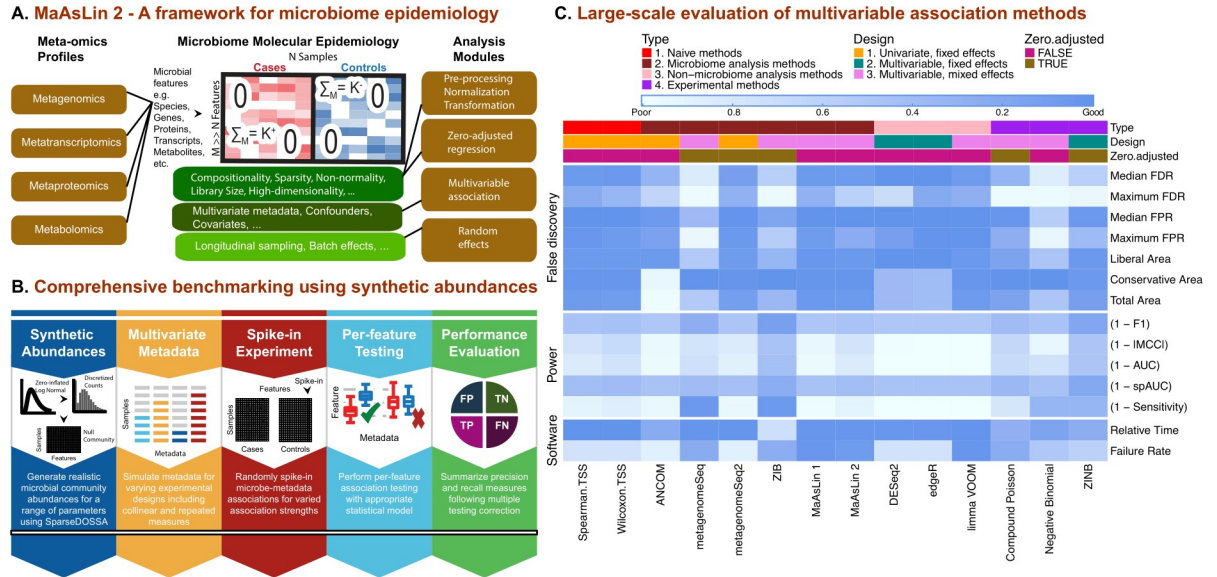 A. MaAsLin 2 - A framework for microbiome epidemiology
Meta-omics
Profiles
Metagenomics
Metatranscriptomics
Metaproteomics
Metabolomics
Microbial
features
e.g.
Species,
Genes,
Proteins,
Transcripts,
Metabolites,
etc.
Microbiome Molecular Epidemiology
N Samples
Cases
Controls
M >> N Features
0
∑M = K-
0
∑M = K+
0
0
Compositionality, Sparsity, Non-normality,
Library Size, High-dimensionality, ...
Multivariate metadata, Confounders,
Covariates, ...
Longitudinal sampling, Batch effects, ...
Analysis
Modules
Pre-processing
Normalization
Transformation
Zero-adjusted
regression
Multivariable
association
Random
effects
B. Comprehensive benchmarking using synthetic abundances
Synthetic
Abundances
Zero-inflated
Log Normal
Discretized
Counts
Samples
Features
Null
Community
Generate realistic
microbial community
abundances for a
range of parameters
using SparseDOSSA
Multivariate
Metadata
Samples
Metadata
Simulate metadata for
varying experimental
designs including
collinear and repeated
measures
Spike-in
Experiment
Spike-in
Features
Samples
Cases
Controls
Randomly spike-in
microbe-metadata
associations for varied
association strengths
Per-feature
Testing
Feature
Metadata
Perform per-feature
association testing
with appropriate
statistical model
Performance
Evaluation
FP
TN
TP
FN
Summarize precision
and recall measures
following multiple
testing correction
C. Large-scale evaluation of multivariable association methods
Type
1. Naive methods
2. Microbiome analysis methods
3. Non-microbiome analysis methods
4. Experimental methods
Design
1. Univariate, fixed effects
2. Multivariable, fixed effects
3. Multivariable, mixed effects
Zero.adjusted
FALSE
TRUE
Poor
Good
1
0.8
0.6
0.4
0.2
0
Type
Design
Zero.adjusted
False discovery
Median FDR
Maximum FDR
Median FPR
Maximum FPR
Liberal Area
Conservative Area
Total Area
Power
(1 - F1)
(1 - IMCCI)
(1 - AUC)
(1 - spAUC)
(1 - Sensitivity)
Software
Relative Time
Failure Rate
Spearman.TSS
Wilcoxon.TSS
ANCOM
metagenomeSeq
metagenomeSeq2
ZIB
MaAsLin 1
MaAsLin 2
DESeq2
edgeR
limma VOOM
Compound Poisson
Negative Binomial
ZINB